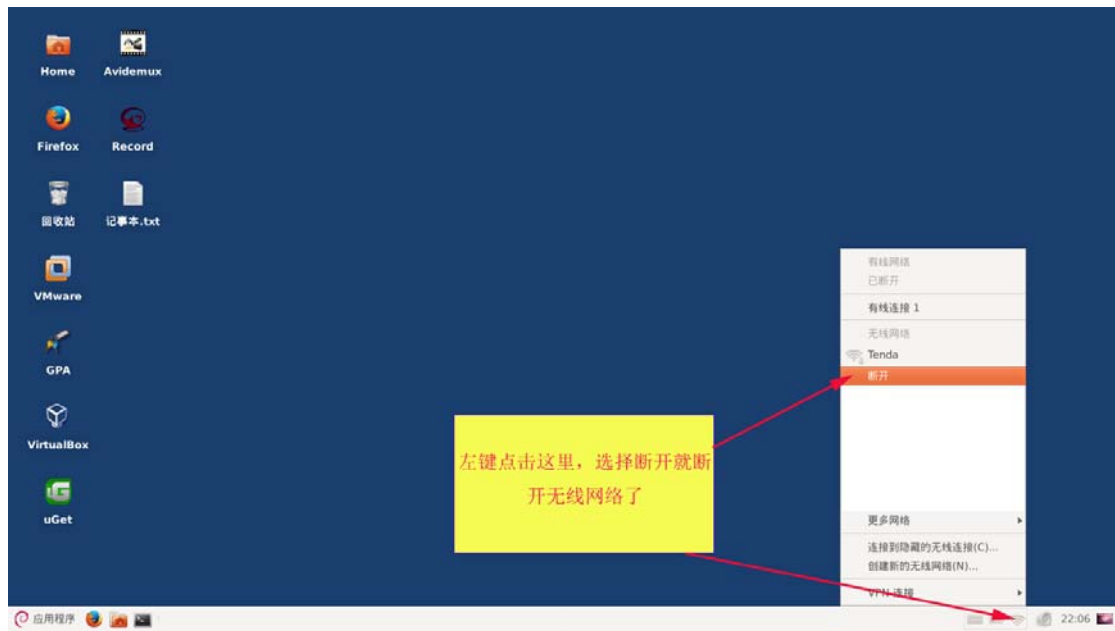 Home
Avidemux
Firefox
Record
回收站
记事本.txt
VMware
GPA
VirtualBox
uGet
有线网络
已断开
有线连接 1
无线网络
Tenda
断开
左键点击这里，选择断开就断
开无线网络了
更多网络
连接到隐藏的无线连接(C)...
创建新的无线网络(N)...
VPN 连接
应用程序
22:06